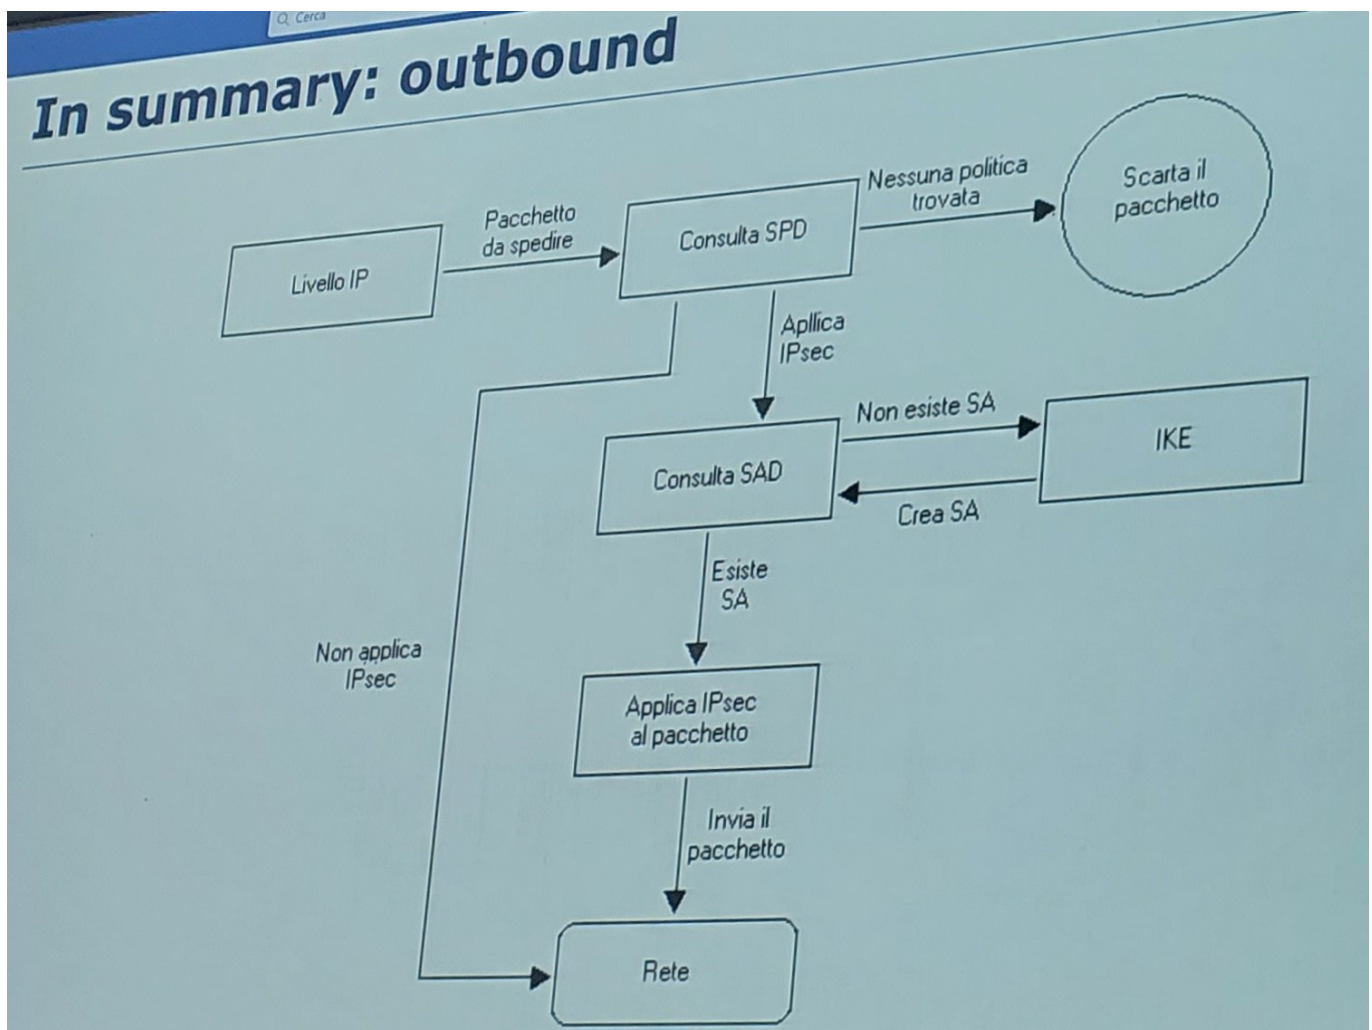 Cerca
In summary: outbound
Livello IP
Pacchetto
da spedire
Consulta SPD
Nessuna politica
trovata
Scarta il
pacchetto
Apllica
IPsec
Consulta SAD
Non esiste SA
IKE
Crea SA
Esiste
SA
Non applica
IPsec
Applica IPsec
al pacchetto
Invia il
pacchetto
Rete